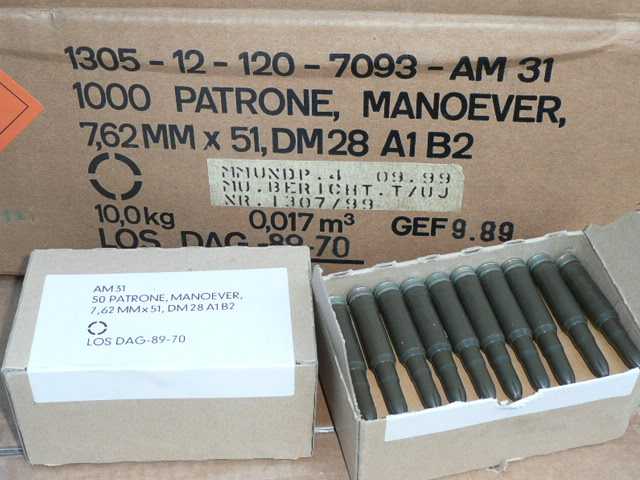 1305 - 12 - 120 - 7093 - AM 31
1000 PATRONE, MANOEVER,
7,62 MM x 51, DM 28 A1 B2
MMUNDP.4 09.99
MU.BERICHT.T/UJ
NR.1307/99
10,0 kg 0,017 m³ GEF 9.89
LOS DAG -89-70
AM 31
50 PATRONE, MANOEVER,
7,62 MM x 51, DM 28 A1 B2
LOS DAG-89-70